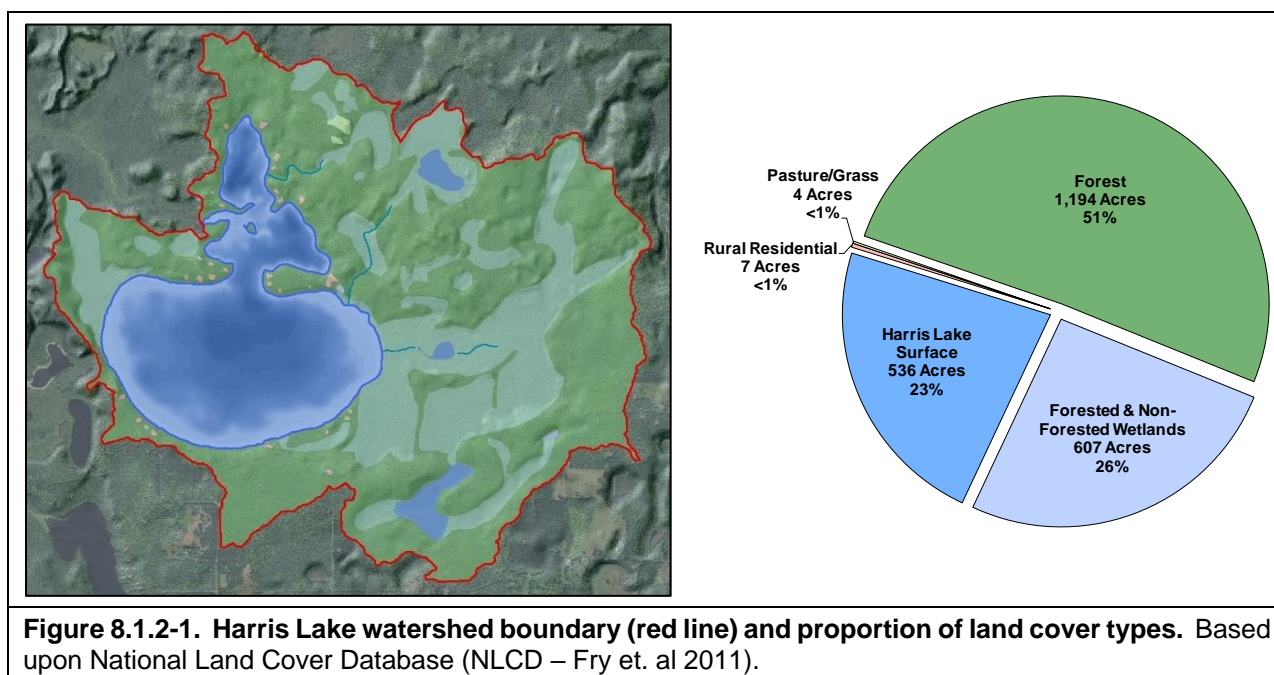 Pasture/Grass
4 Acres
<1%
Rural Residential
7 Acres
<1%
Forest
1,194 Acres
51%
Harris Lake
Surface
536 Acres
23%
Forested & Non-
Forested Wetlands
607 Acres
26%
Figure 8.1.2-1. Harris Lake watershed boundary (red line) and proportion of land cover types. Based
upon National Land Cover Database (NLCD – Fry et. al 2011).